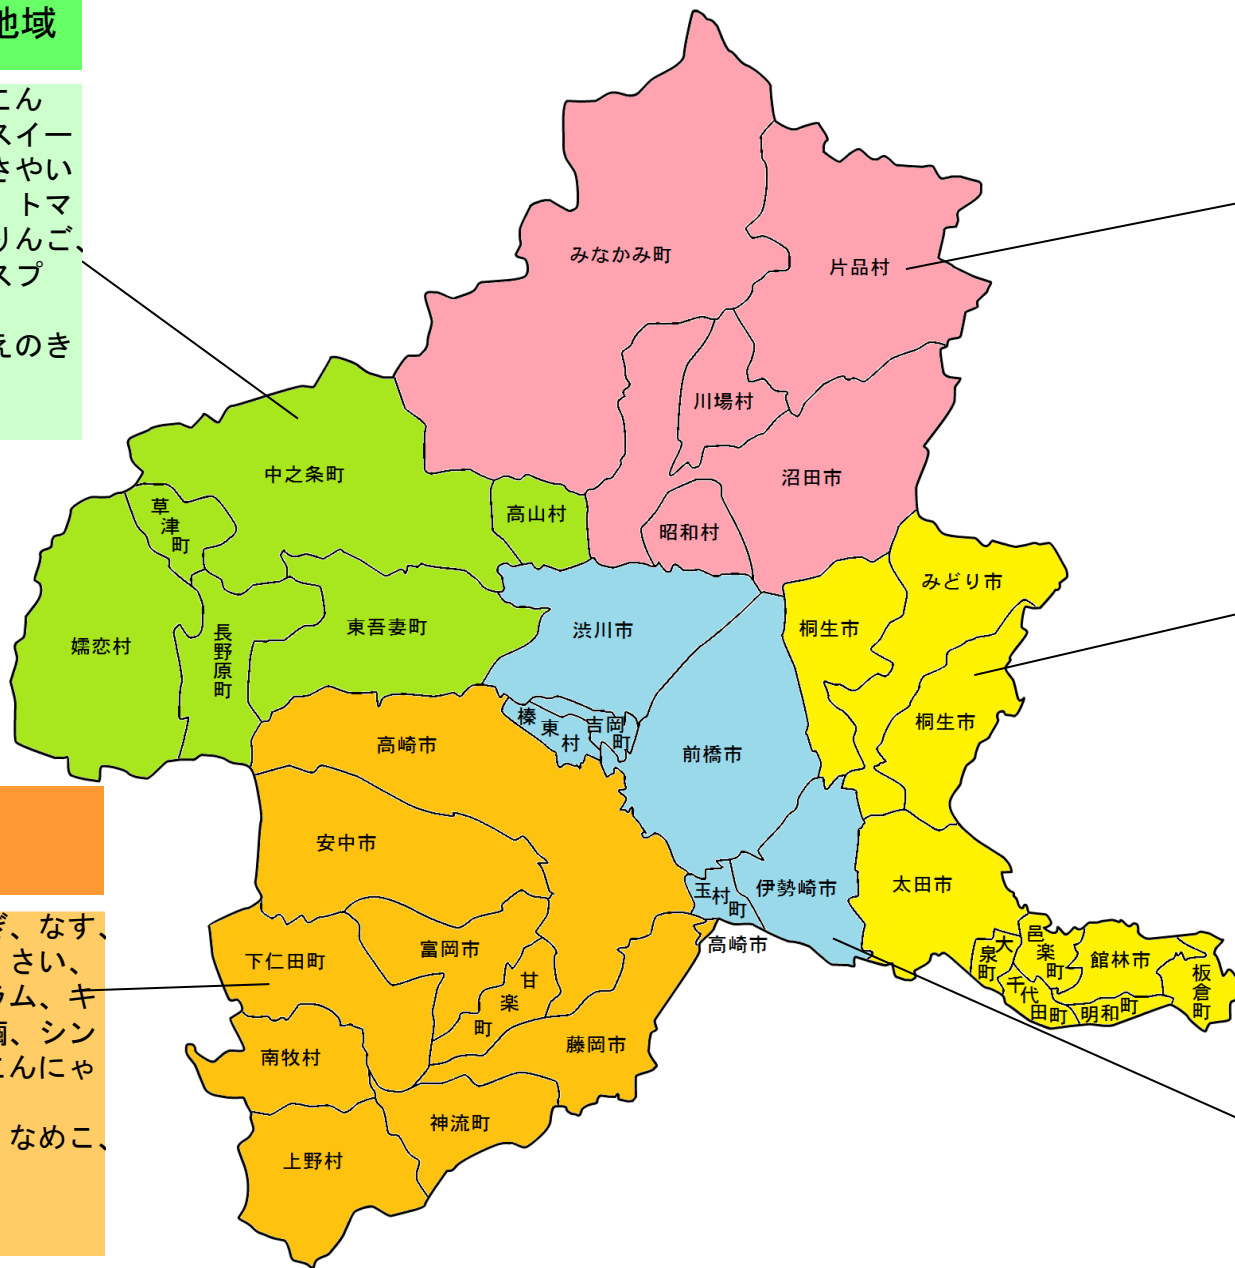 地域
こん
スイー
さやい
トマ
りんご、
スプ
えのき
みなかみ町
片品村
川場村
沼田市
昭和村
中之条町
草津町
高山村
嬬恋村
長野原町
東吾妻町
渋川市
榛東村
吉岡町
前橋市
伊勢崎市
玉村町
みどり市
桐生市
桐生市
太田市
大泉町
邑楽町
千代田町
明和町
館林市
板倉町
高崎市
高崎市
安中市
富岡市
甘楽町
下仁田町
南牧村
上野村
神流町
藤岡市
ぎ、なす、
さい、
ラム、キ
繭、シン
こんにゃ
なめこ、